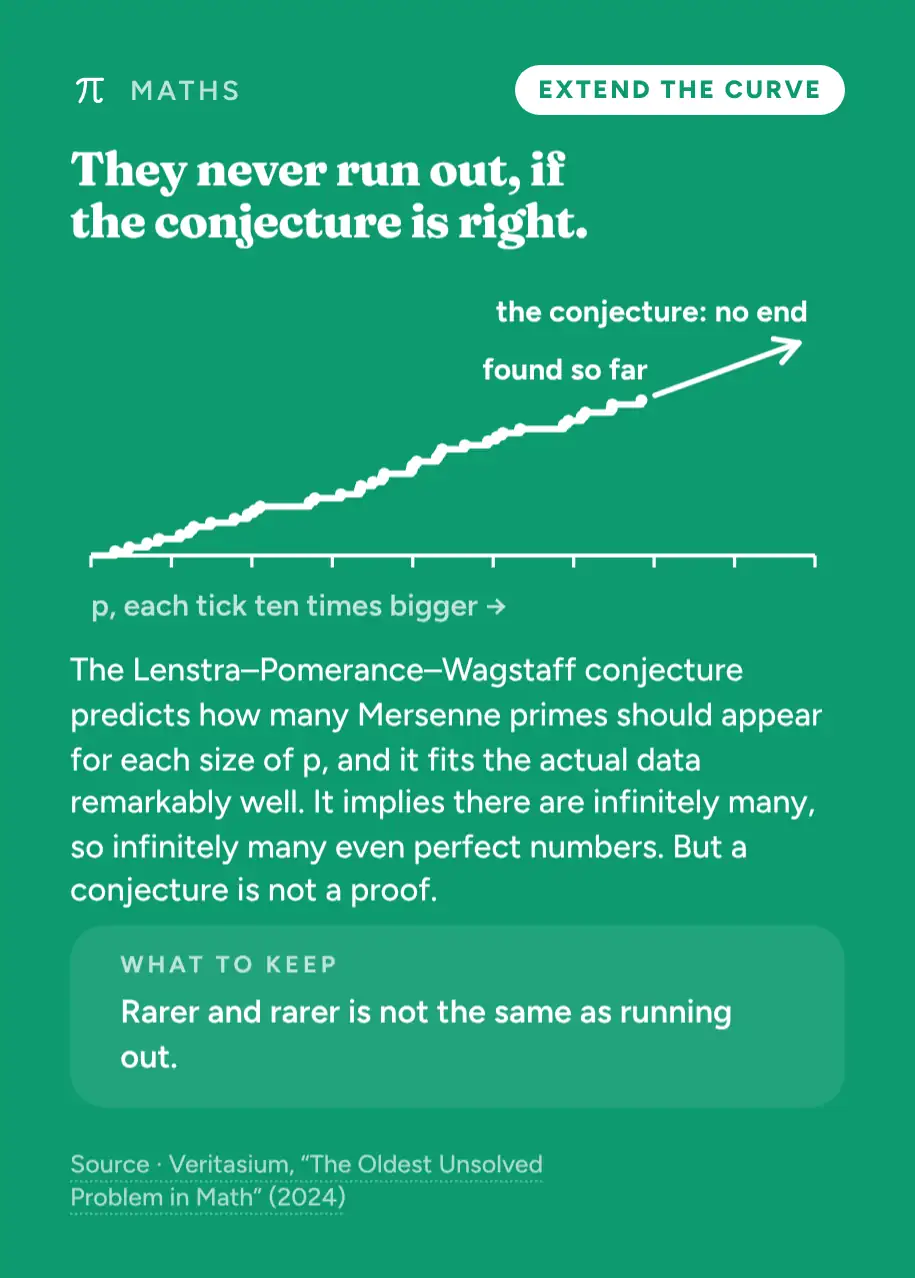 π MATHS
EXTEND THE CURVE
They never run out, if
the conjecture is right.
the conjecture: no end
found so far
p, each tick ten times bigger →
The Lenstra–Pomerance–Wagstaff conjecture
predicts how many Mersenne primes should appear
for each size of p, and it fits the actual data
remarkably well. It implies there are infinitely many,
so infinitely many even perfect numbers. But a
conjecture is not a proof.
WHAT TO KEEP
Rarer and rarer is not the same as running
out.
Source · Veritasium, “The Oldest Unsolved
Problem in Math” (2024)